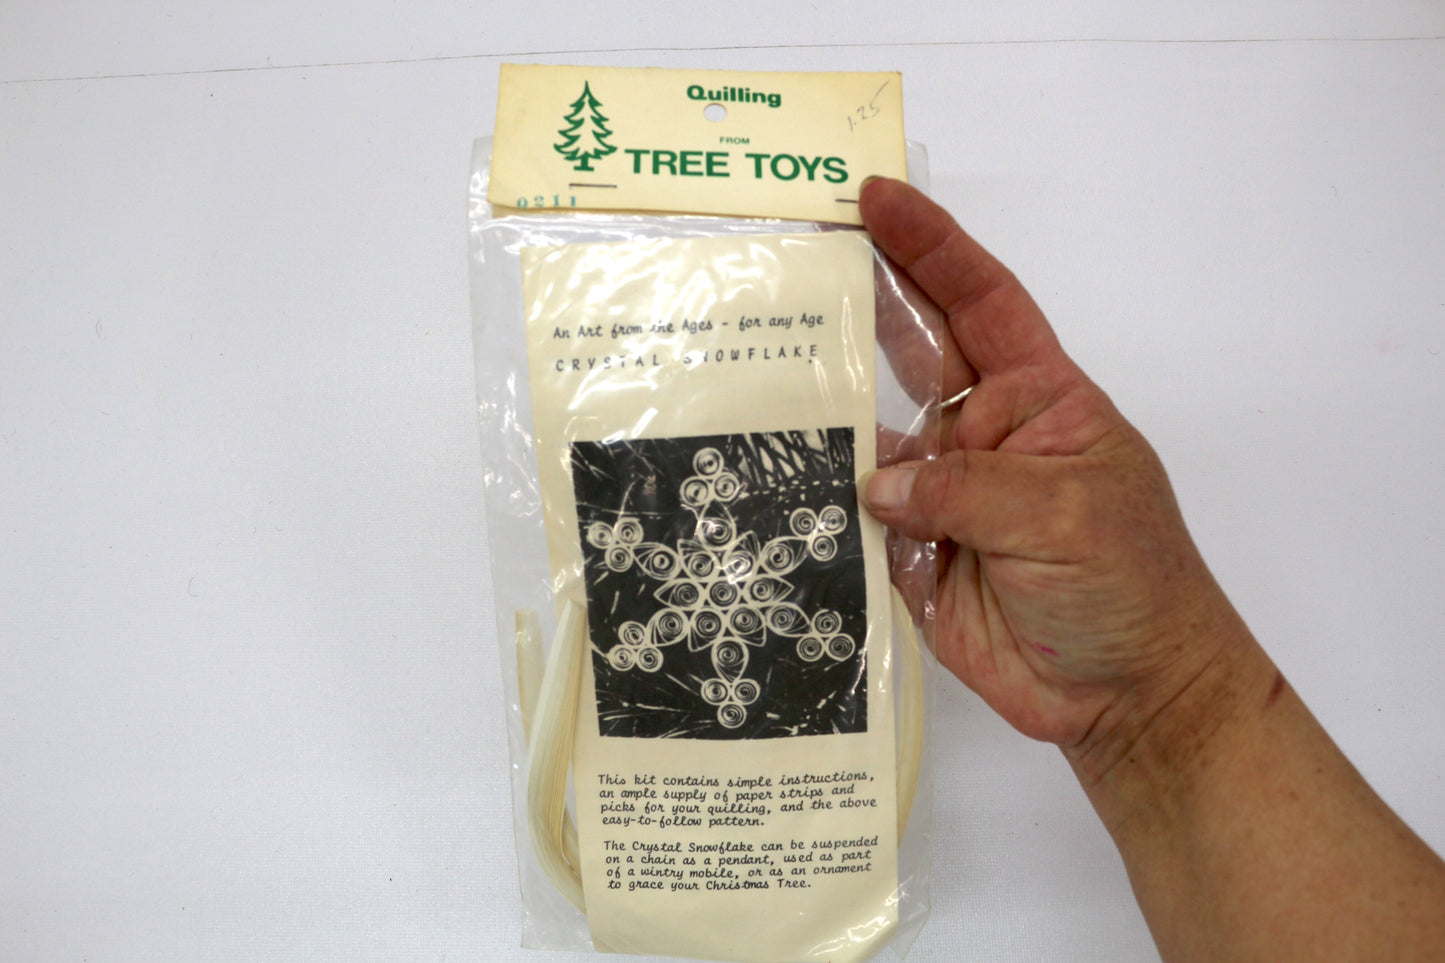 Quilling
1.25
FROM
TREE TOYS
0211
An Art from the Ages - for any Age
CRYSTAL SNOWFLAKE
This kit contains simple instructions,
an ample supply of paper strips and
picks for your quilling, and the above
easy-to-follow pattern.
The Crystal Snowflake can be suspended
on a chain as a pendant, used as part
of a wintry mobile, or as an ornament
to grace your Christmas Tree.